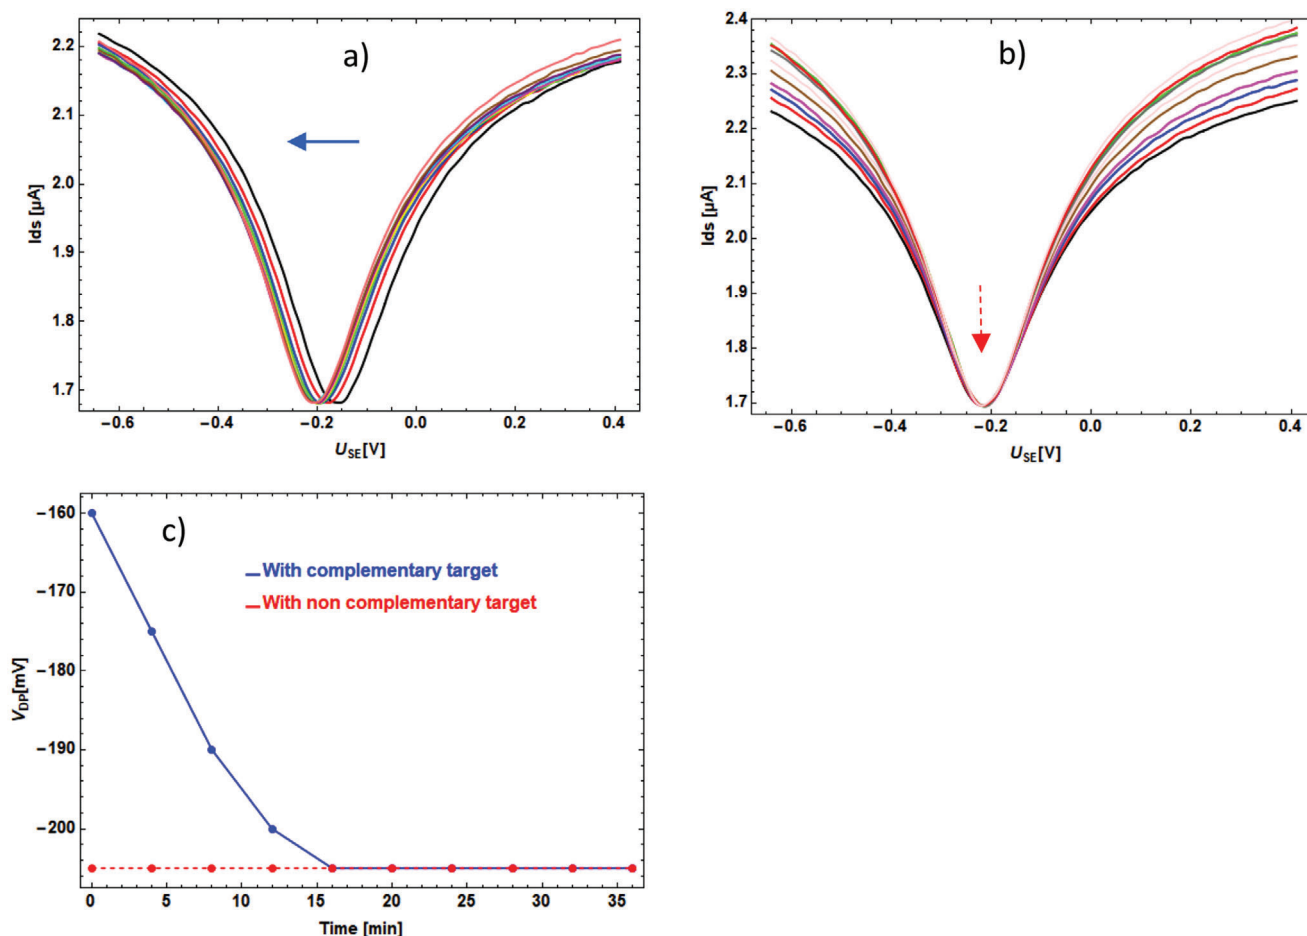 a)
2.2
2.1
2.0
1.9
1.8
1.7
Ids [µA]
−0.6 −0.4 −0.2 0.0 0.2 0.4
USE[V]
b)
2.4
2.3
2.2
2.1
2.0
1.9
1.8
1.7
Ids [µA]
−0.6 −0.4 −0.2 0.0 0.2 0.4
USE[V]
c)
−160
−170
−180
−190
−200
VDP[mV]
With complementary target
With non complementary target
0 5 10 15 20 25 30 35
Time [min]